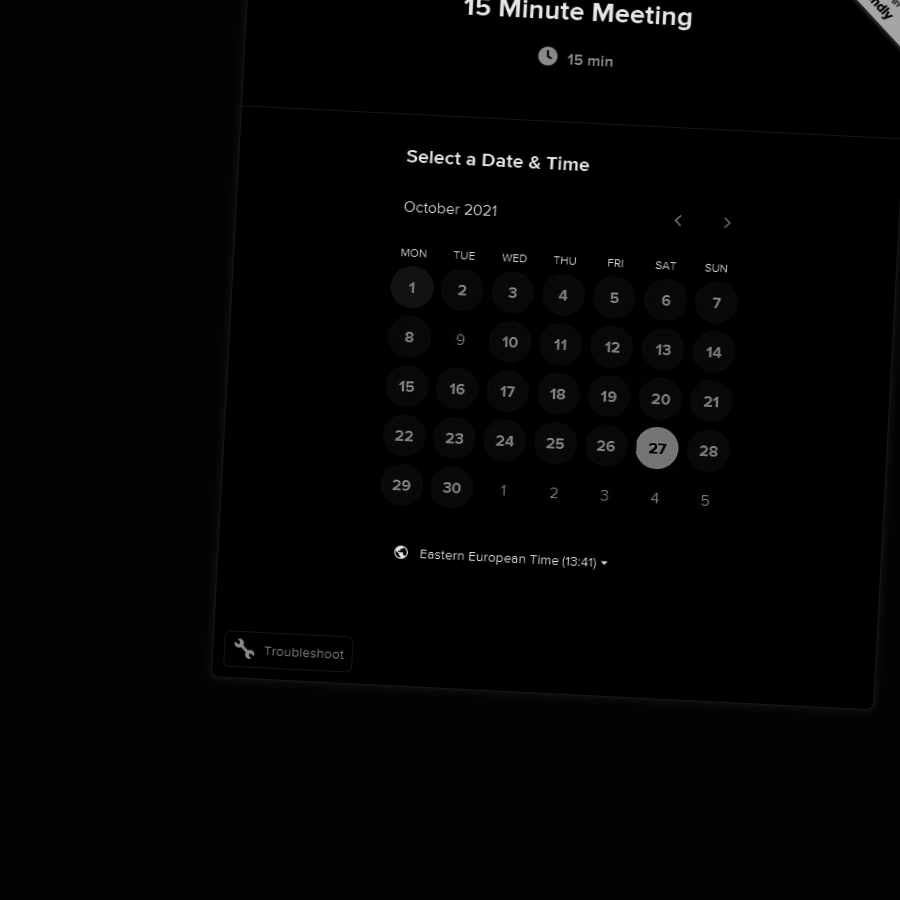 15 Minute Meeting
15 min
Select a Date & Time
October 2021
MON TUE WED THU FRI SAT SUN
1 2 3 4 5 6 7
8 9 10 11 12 13 14
15 16 17 18 19 20 21
22 23 24 25 26 27 28
29 30 1 2 3 4 5
Eastern European Time (13:41)
Troubleshoot